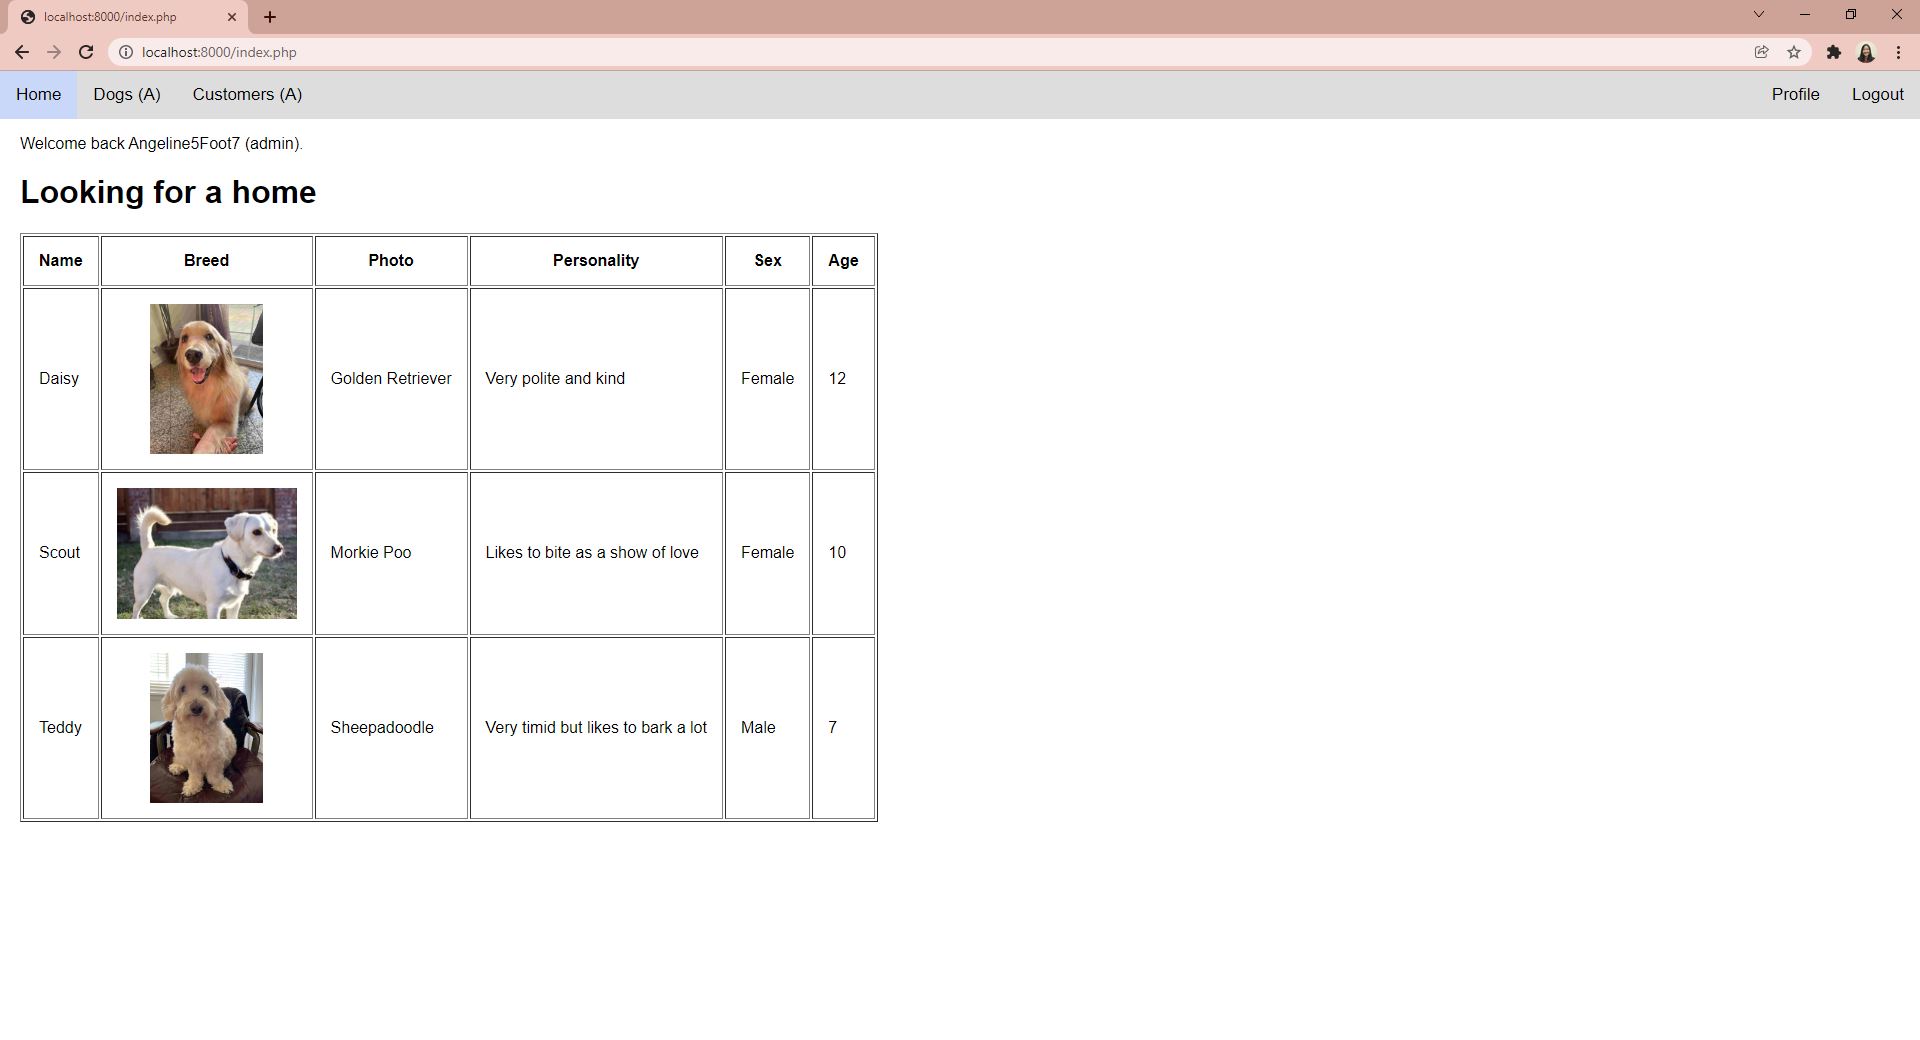 localhost:8000/index.php
localhost:8000/index.php
Home Dogs (A) Customers (A) Profile Logout
Welcome back Angeline5Foot7 (admin).
Looking for a home
Name Breed Photo Personality Sex Age
Daisy Golden Retriever Very polite and kind Female 12
Scout Morkie Poo Likes to bite as a show of love Female 10
Teddy Sheepadoodle Very timid but likes to bark a lot Male 7